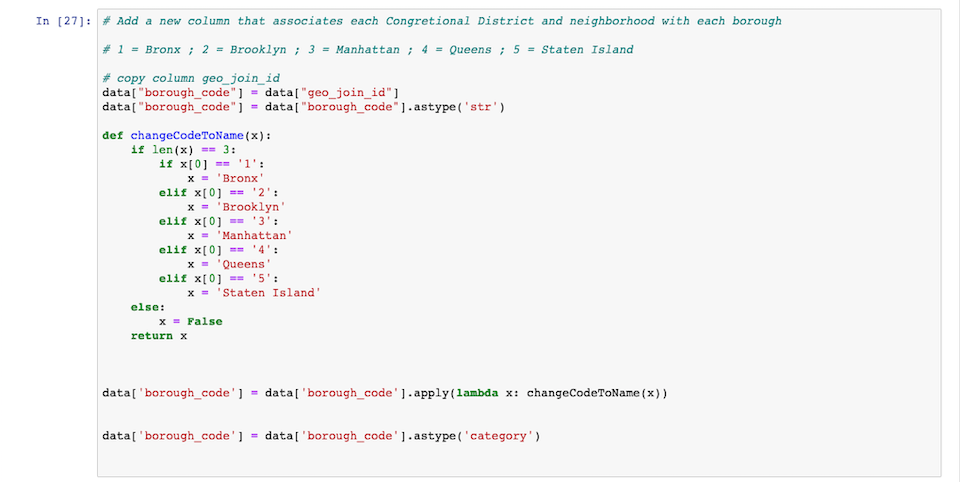 In [27]: # Add a new column that associates each Congretional District and neighborhood with each borough
# 1 = Bronx ; 2 = Brooklyn ; 3 = Manhattan ; 4 = Queens ; 5 = Staten Island
# copy column geo_join_id
data["borough_code"] = data["geo_join_id"]
data["borough_code"] = data["borough_code"].astype('str')
def changeCodeToName(x):
    if len(x) == 3:
        if x[0] == '1':
            x = 'Bronx'
        elif x[0] == '2':
            x = 'Brooklyn'
        elif x[0] == '3':
            x = 'Manhattan'
        elif x[0] == '4':
            x = 'Queens'
        elif x[0] == '5':
            x = 'Staten Island'
    else:
        x = False
    return x
data['borough_code'] = data['borough_code'].apply(lambda x: changeCodeToName(x))
data['borough_code'] = data['borough_code'].astype('category')